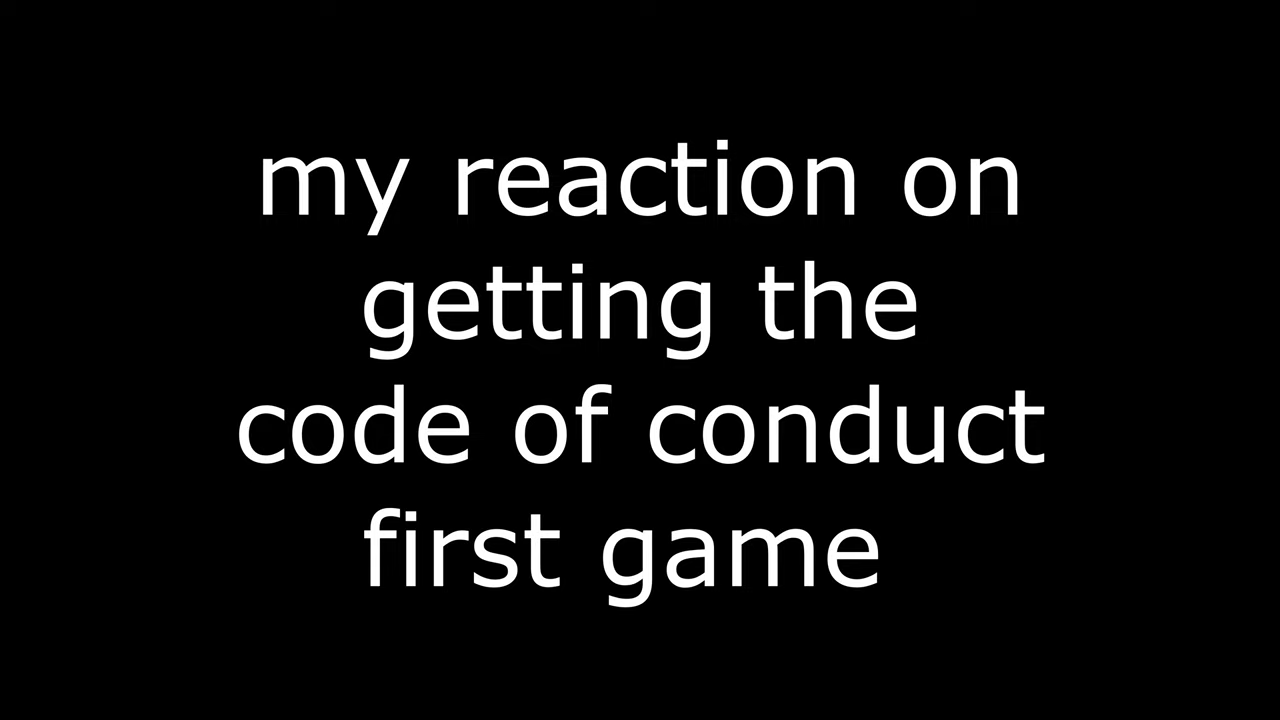 my reaction on
getting the
code of conduct
first game